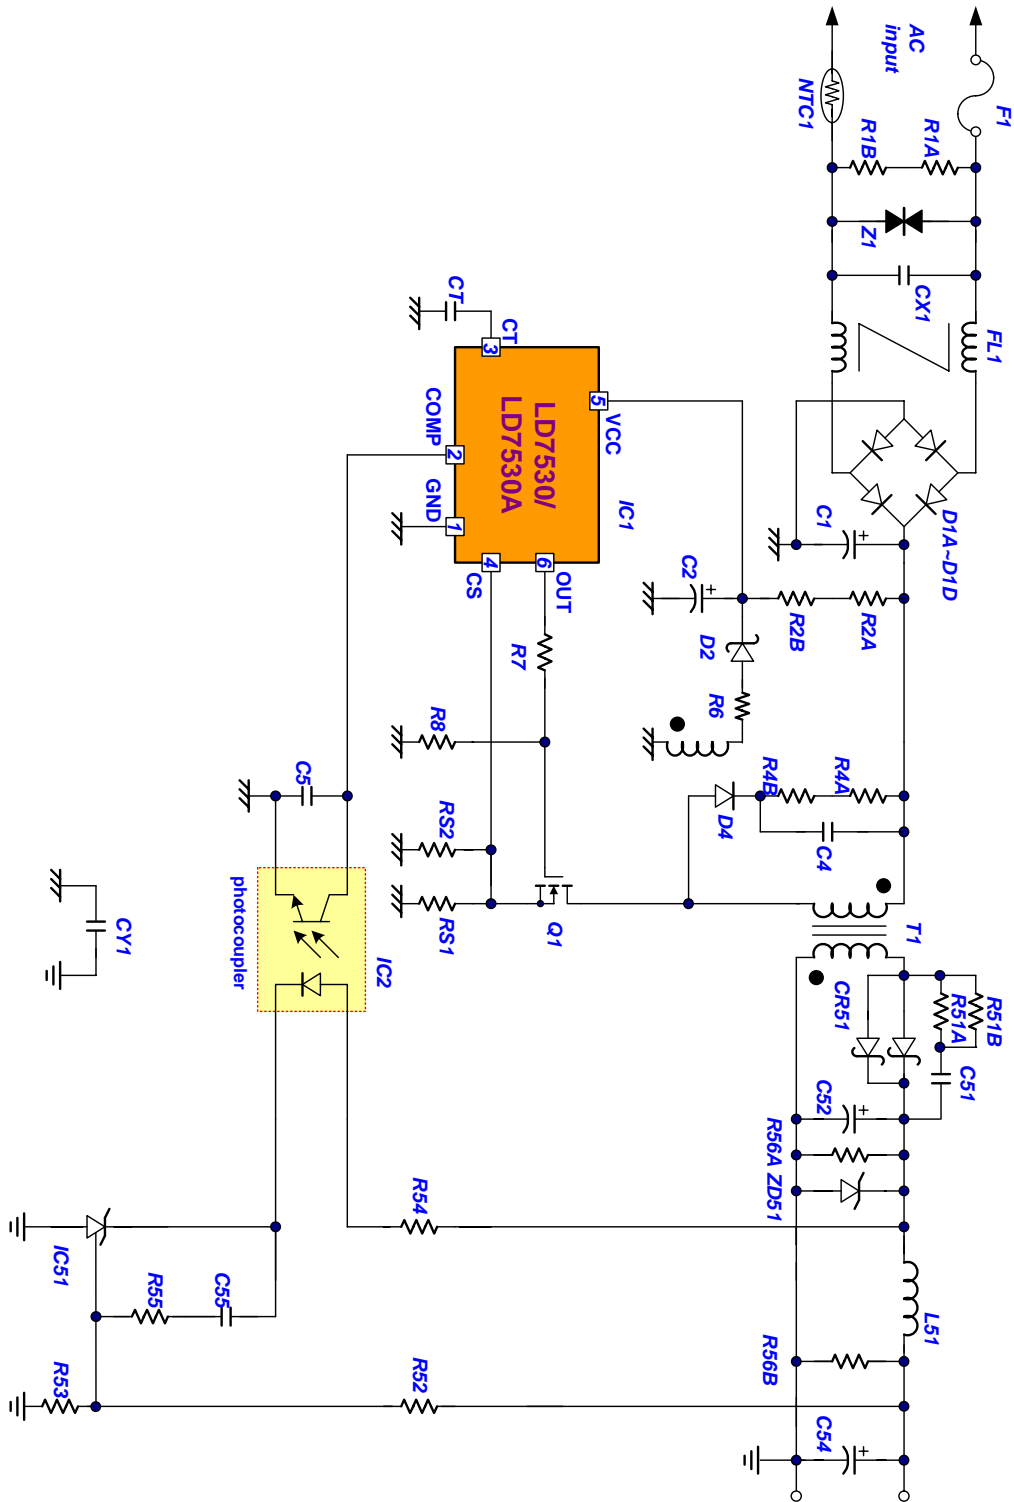 AC
input
F1
NTC1
R1A
R1B
Z1
CX1
FL1
D1A~D1D
C1
+
R2A
R2B
C2
+
D2
R6
R4A
R4B
C4
D4
T1
CR51
R51A
R51B
C51
C52
+
R56A
ZD51
L51
R56B
C54
+
CT
CT
3
COMP
2
GND
1
VCC
5
LD7530/
LD7530A
IC1
OUT
6
CS
4
R7
R8
RS2
RS1
Q1
C5
photocoupler
IC2
CY1
R54
R52
IC51
R55
C55
R53